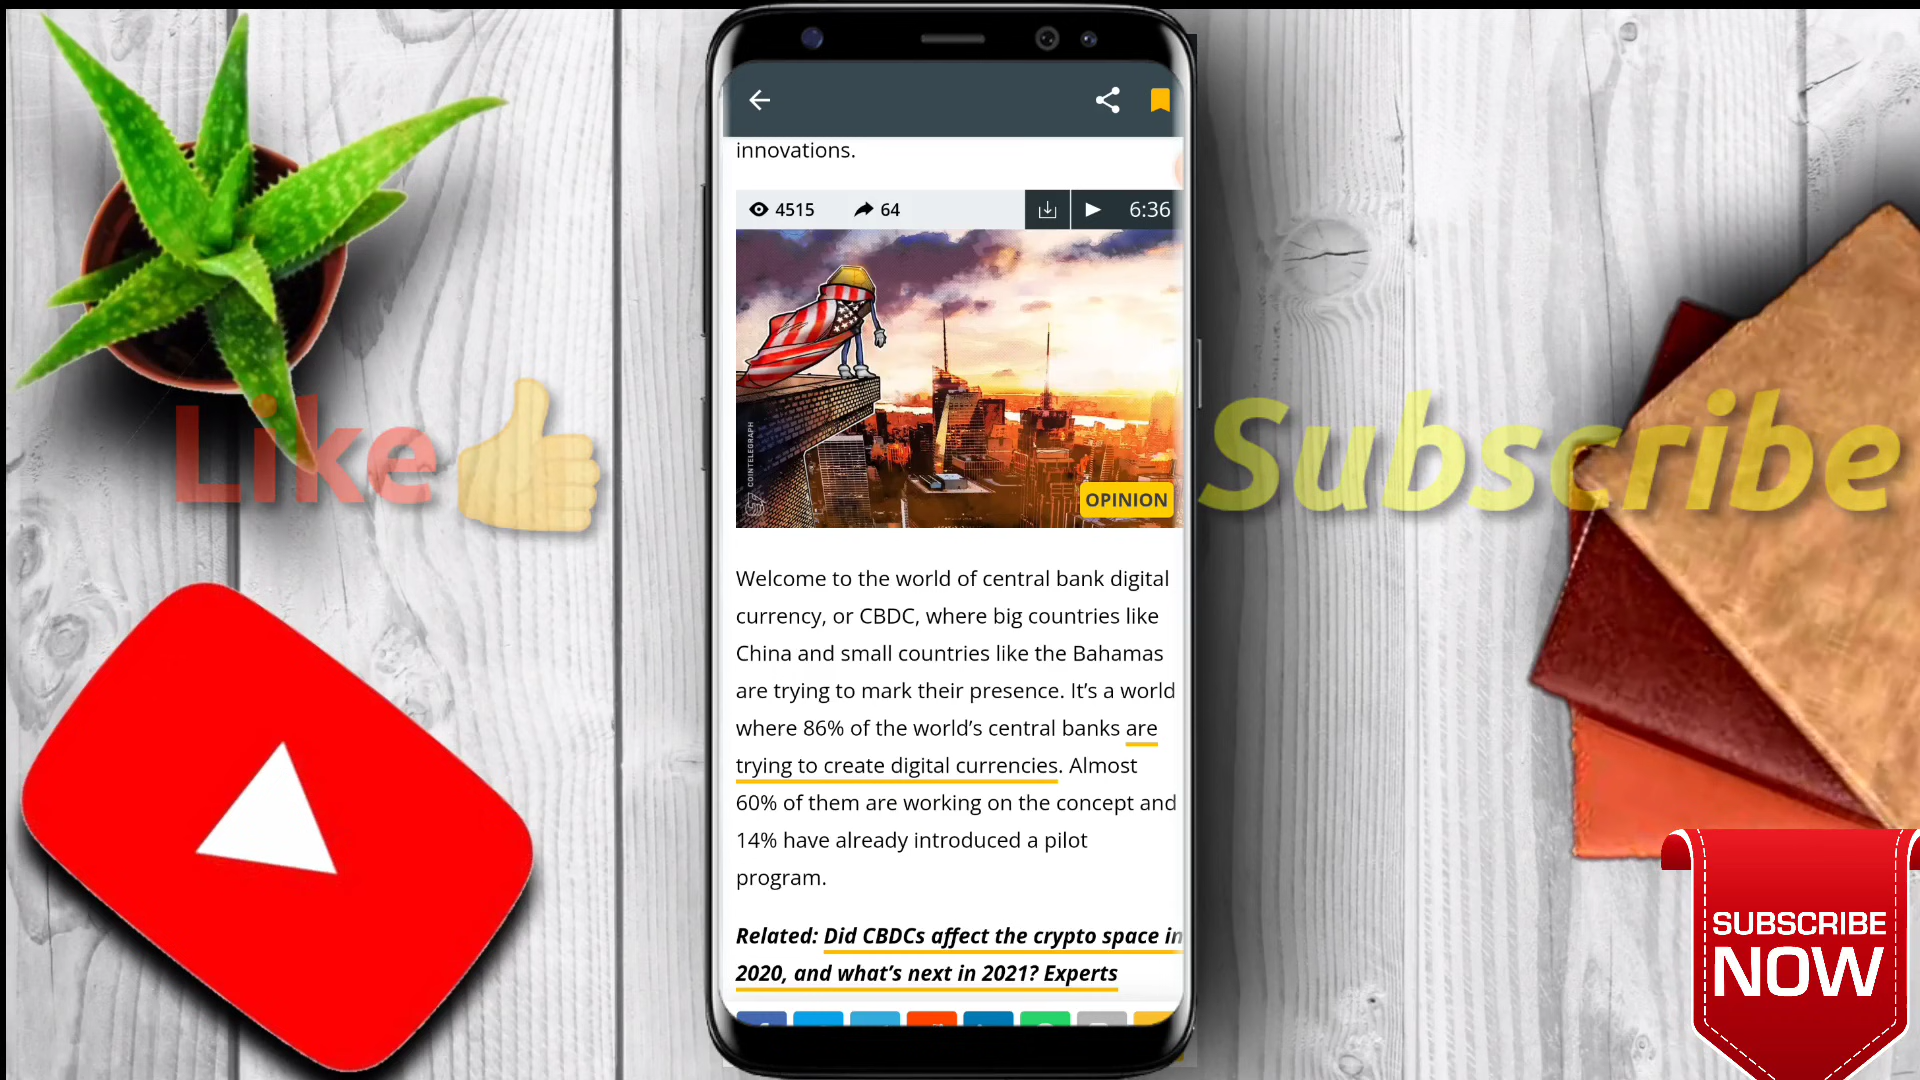 innovations.
4515
64
6:36
COINTELEGRAPH
OPINION
Like
Subscribe
Welcome to the world of central bank digital
currency, or CBDC, where big countries like
China and small countries like the Bahamas
are trying to mark their presence. It’s a world
where 86% of the world’s central banks are
trying to create digital currencies. Almost
60% of them are working on the concept and
14% have already introduced a pilot
program.
Related: Did CBDCs affect the crypto space in
2020, and what’s next in 2021? Experts
SUBSCRIBE
NOW